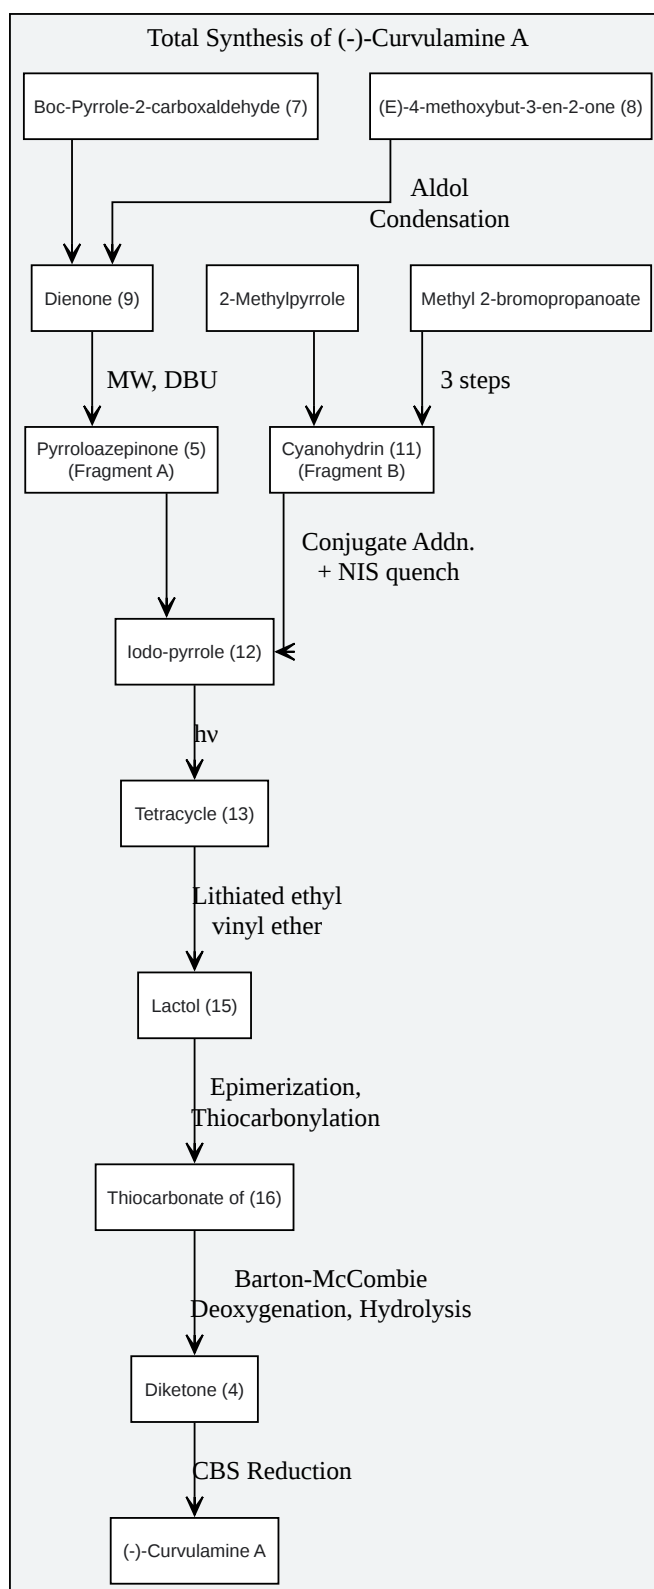 Total Synthesis of (-)-Curvulamine A
Boc-Pyrrole-2-carboxaldehyde (7)
(E)-4-methoxybut-3-en-2-one (8)
Aldol
Condensation
Dienone (9)
2-Methylpyrrole
Methyl 2-bromopropanoate
MW, DBU
3 steps
Pyrroloazepinone (5)
(Fragment A)
Cyanohydrin (11)
(Fragment B)
Conjugate Addn.
+ NIS quench
Iodo-pyrrole (12)
hν
Tetracycle (13)
Lithiated ethyl
vinyl ether
Lactol (15)
Epimerization,
Thiocarbonylation
Thiocarbonate of (16)
Barton-McCombie
Deoxygenation, Hydrolysis
Diketone (4)
CBS Reduction
(-)-Curvulamine A